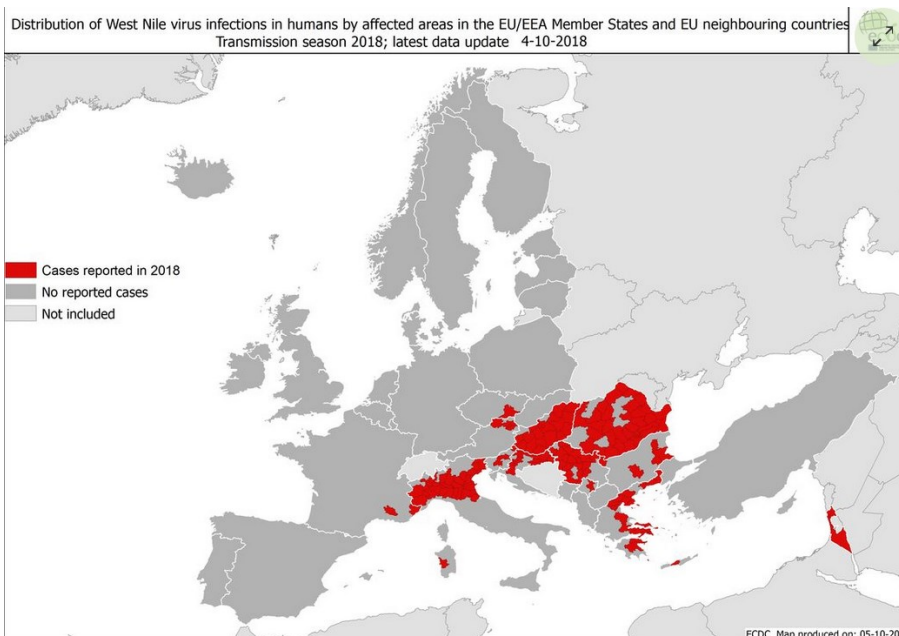 Distribution of West Nile virus infections in humans by affected areas in the EU/EEA Member States and EU neighbouring countries
Transmission season 2018; latest data update 4-10-2018
Cases reported in 2018
No reported cases
Not included
ECDC. Map produced on: 05-10-20